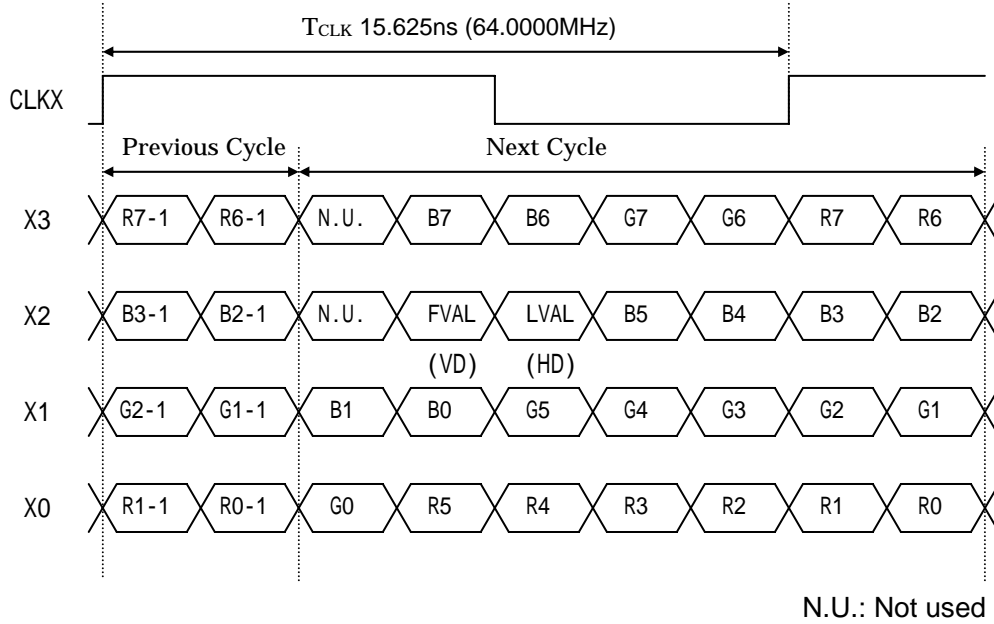 TCLK 15.625ns (64.0000MHz)
CLKX
Previous Cycle Next Cycle
X3 R7-1 R6-1 N.U. B7 B6 G7 G6 R7 R6
X2 B3-1 B2-1 N.U. FVAL LVAL B5 B4 B3 B2
(VD) (HD)
X1 G2-1 G1-1 B1 B0 G5 G4 G3 G2 G1
X0 R1-1 R0-1 G0 R5 R4 R3 R2 R1 R0
N.U.: Not used